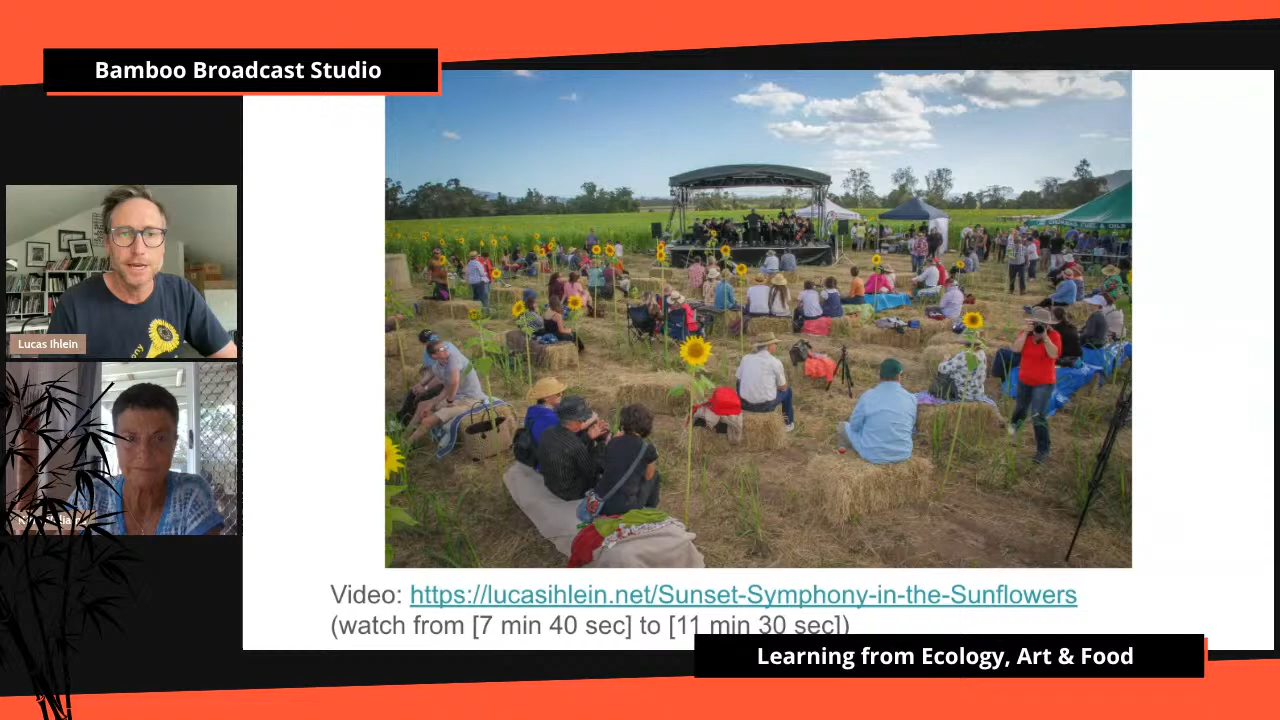 Bamboo Broadcast Studio
Lucas Ihlein
Video: https://lucasihlein.net/Sunset-Symphony-in-the-Sunflowers
(watch from [7 min 40 sec] to [11 min 30 sec])
Learning from Ecology, Art & Food